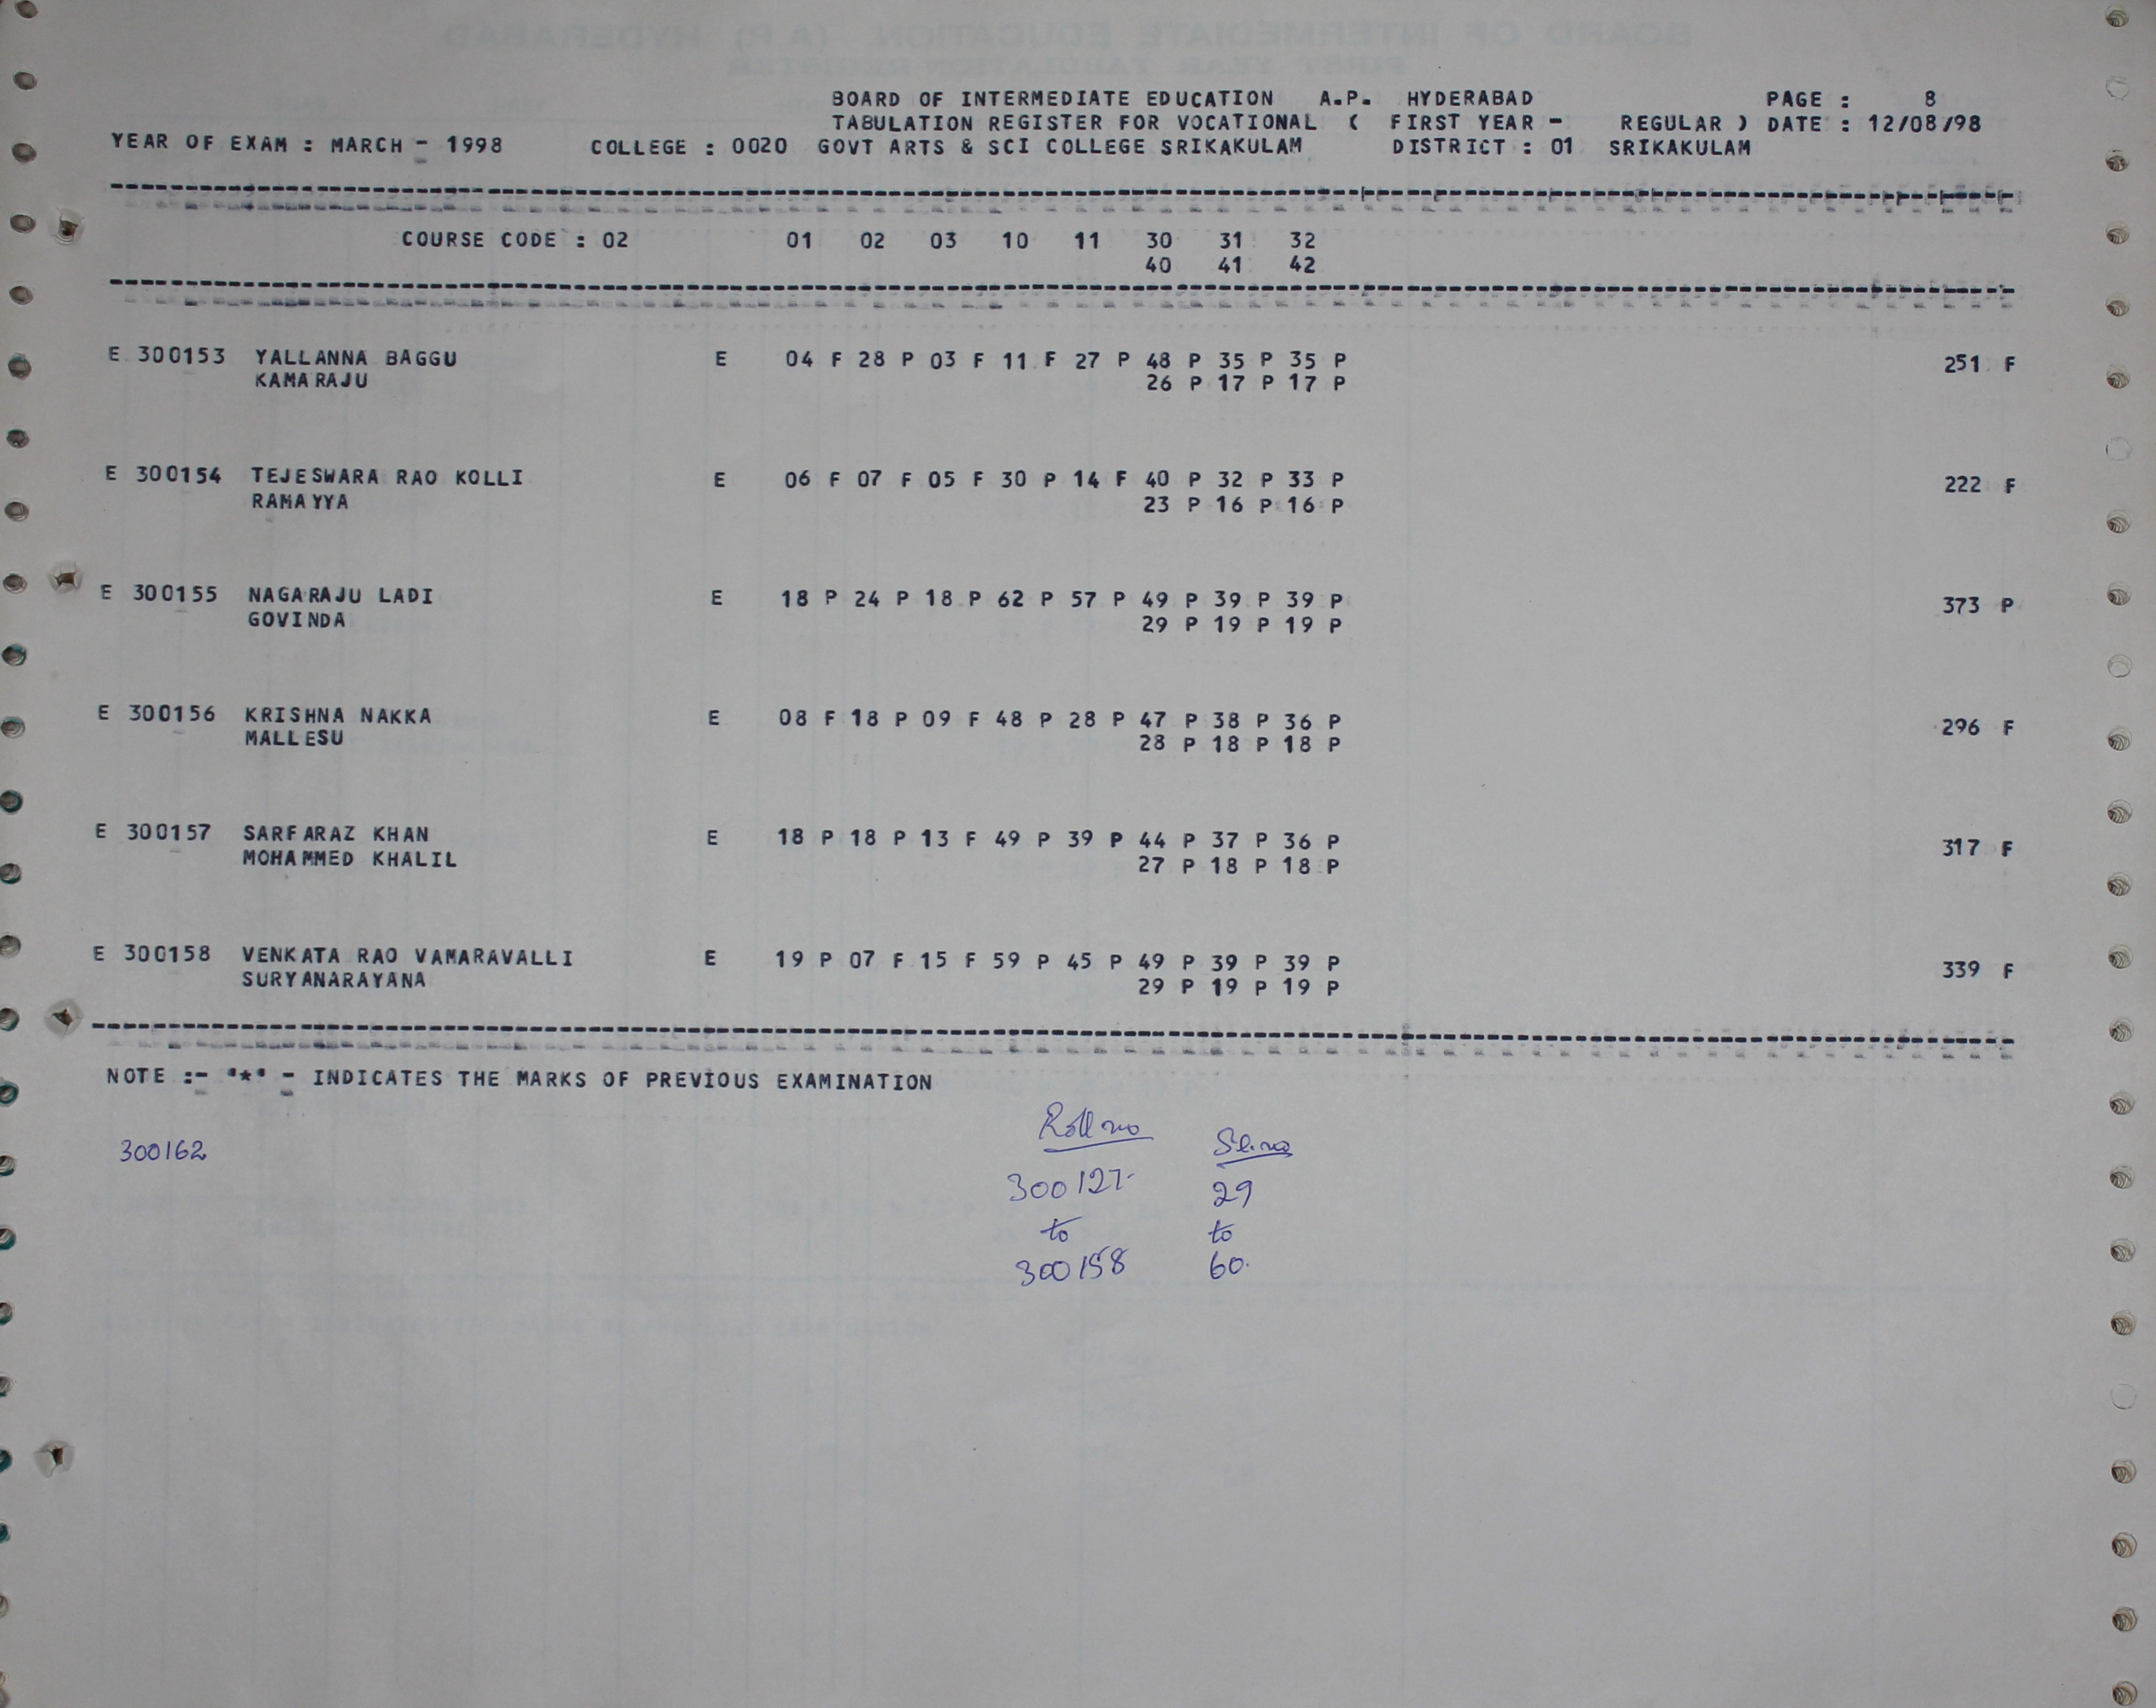 BOARD OF INTERMEDIATE EDUCATION A.P. HYDERABAD PAGE : 8
TABULATION REGISTER FOR VOCATIONAL ( FIRST YEAR - REGULAR ) DATE : 12/08/98
YEAR OF EXAM : MARCH - 1998 COLLEGE : 0020 GOVT ARTS & SCI COLLEGE SRIKAKULAM DISTRICT : 01 SRIKAKULAM
COURSE CODE : 02 01 02 03 10 11 30 31 32
40 41 42
E 300153 YALLANNA BAGGU E 04 F 28 P 03 F 11 F 27 P 48 P 35 P 35 P 251 F
KAMARAJU 26 P 17 P 17 P
E 300154 TEJESWARA RAO KOLLI E 06 F 07 F 05 F 30 P 14 F 40 P 32 P 33 P 222 F
RAMAYYA 23 P 16 P 16 P
E 300155 NAGARAJU LADI E 18 P 24 P 18 P 62 P 57 P 49 P 39 P 39 P 373 P
GOVINDA 29 P 19 P 19 P
E 300156 KRISHNA NAKKA E 08 F 18 P 09 F 48 P 28 P 47 P 38 P 36 P 296 F
MALLESU 28 P 18 P 18 P
E 300157 SARFARAZ KHAN E 18 P 18 P 13 F 49 P 39 P 44 P 37 P 36 P 317 F
MOHAMMED KHALIL 27 P 18 P 18 P
E 300158 VENKATA RAO VAMARAVALLI E 19 P 07 F 15 F 59 P 45 P 49 P 39 P 39 P 339 F
SURYANARAYANA 29 P 19 P 19 P
NOTE :- '*' - INDICATES THE MARKS OF PREVIOUS EXAMINATION
Roll no Sl.no
300162
300127 29
to to
300158 60.